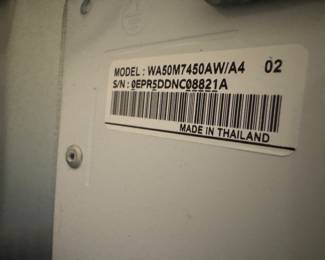 MODEL : WA50M7450AW/A4 02
S/N : 0EPR5DDNC08821A
MADE IN THAILAND